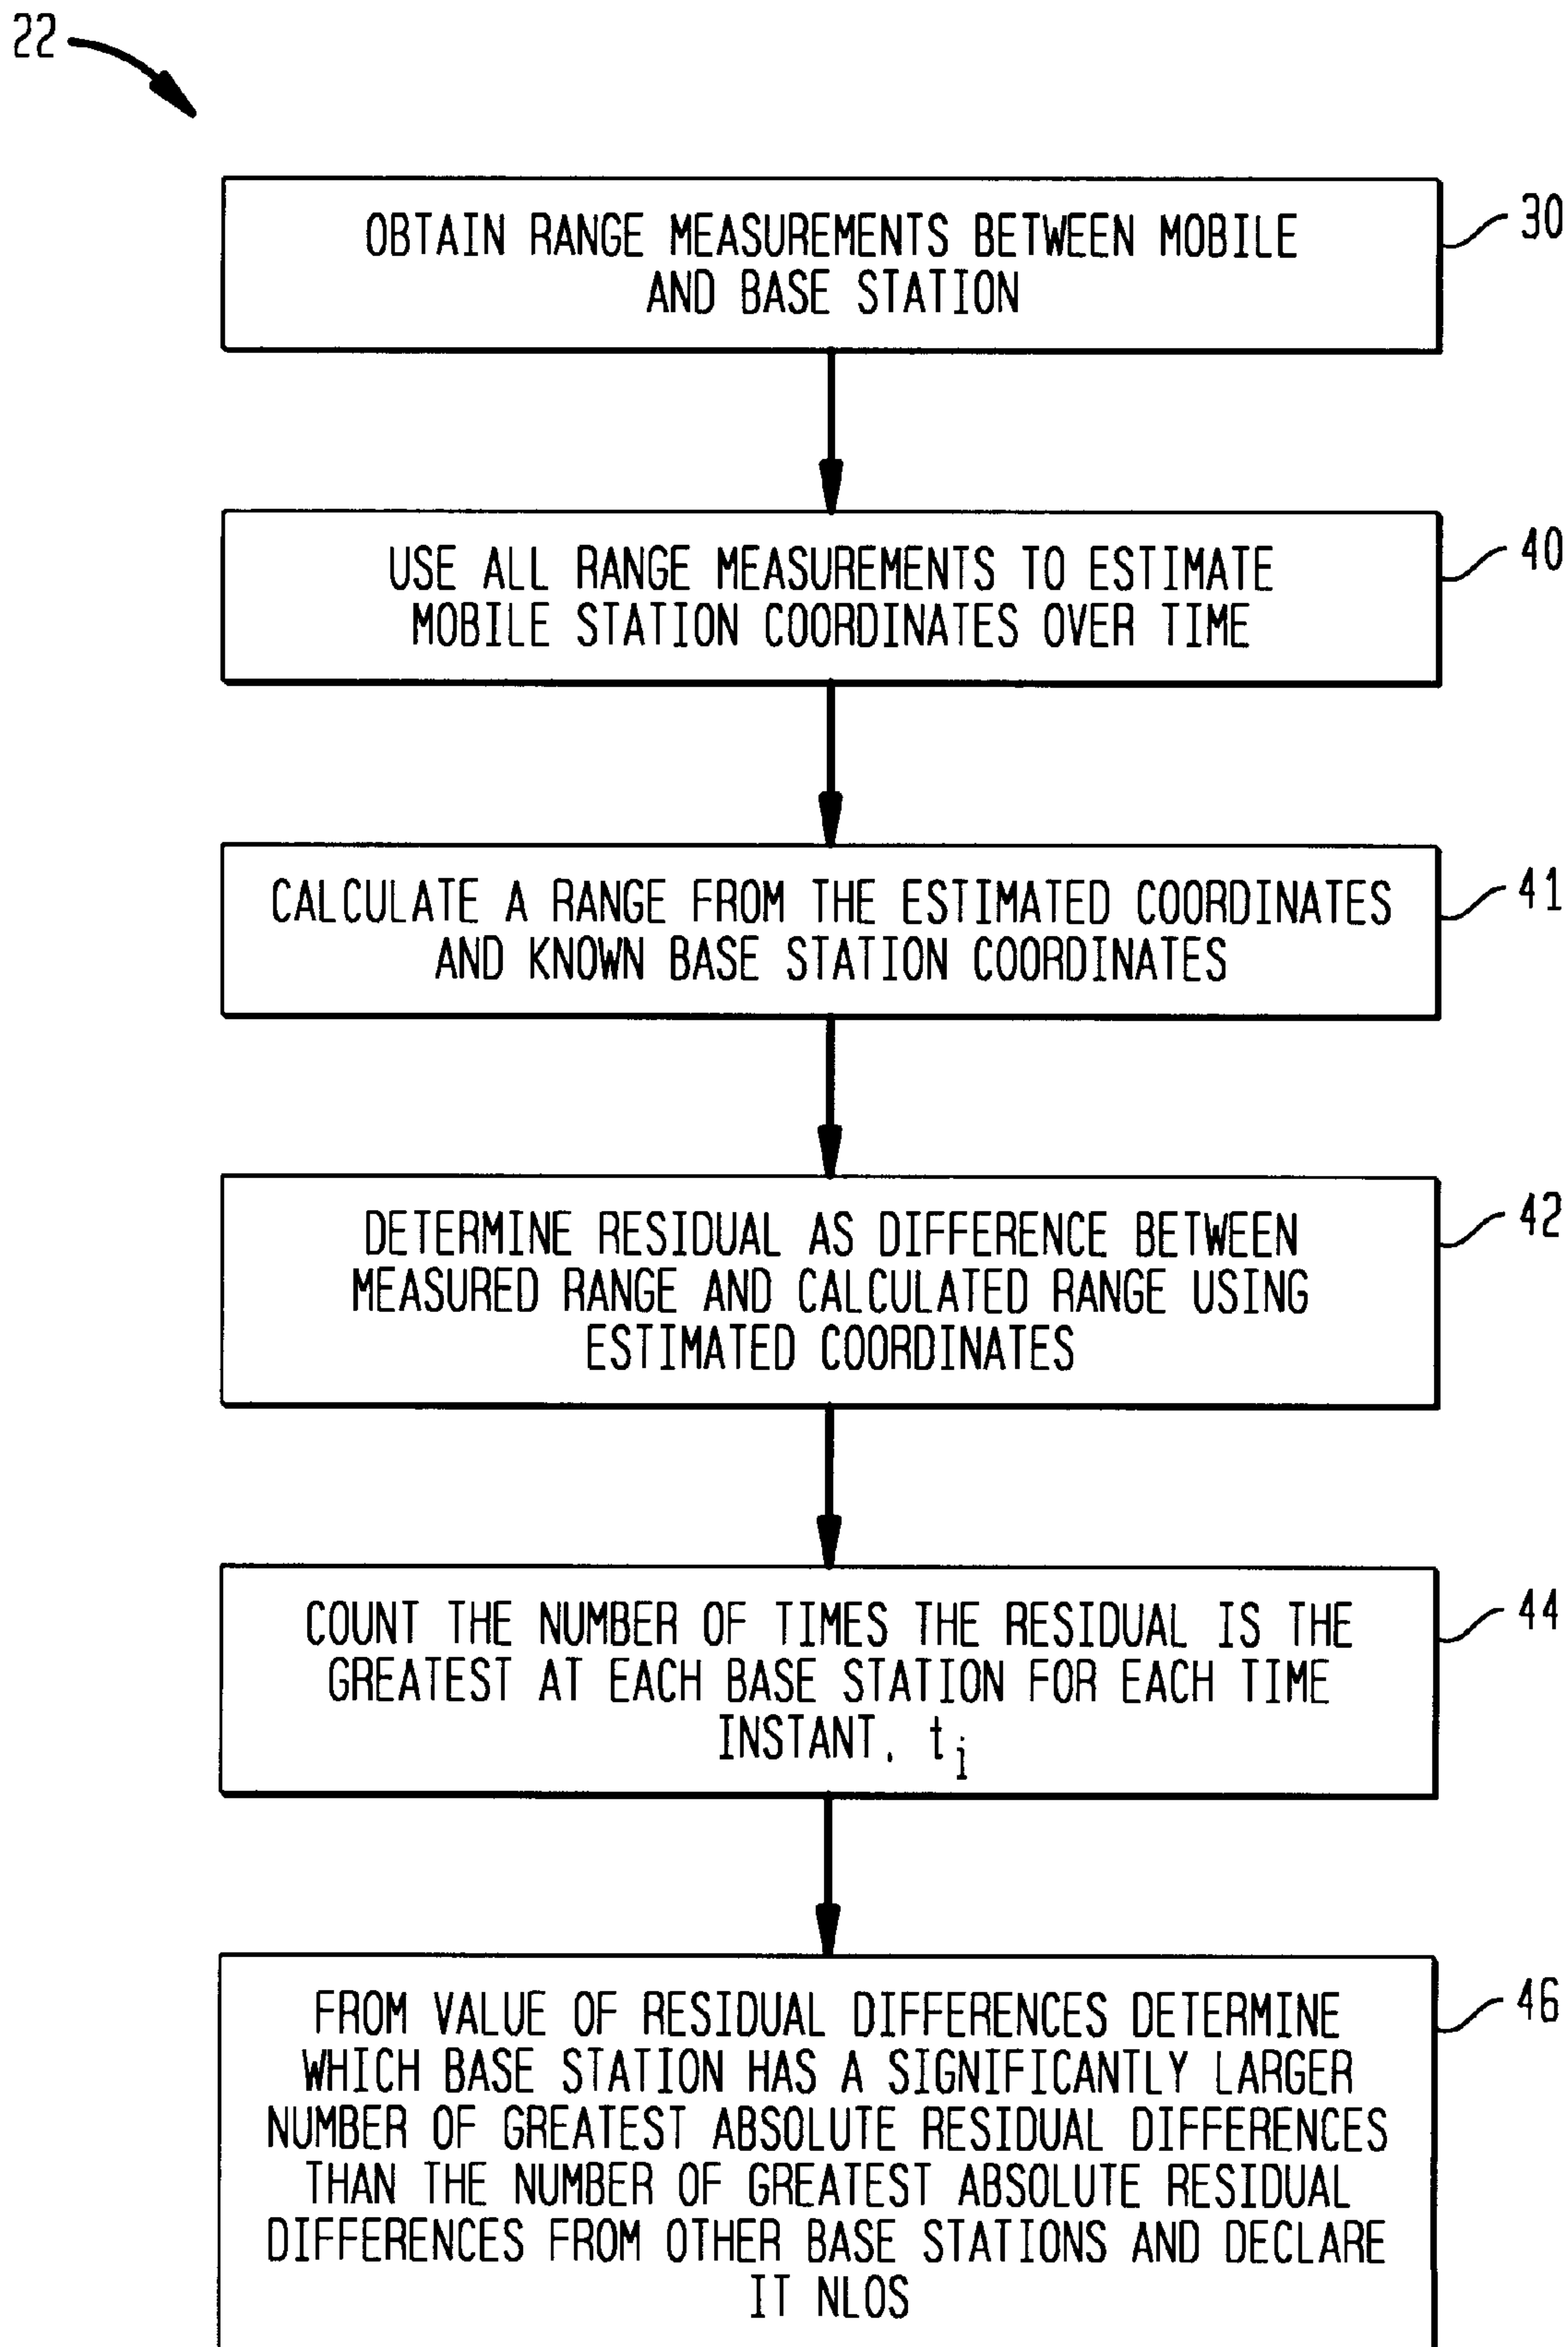 22
OBTAIN RANGE MEASUREMENTS BETWEEN MOBILE
AND BASE STATION
30
USE ALL RANGE MEASUREMENTS TO ESTIMATE
MOBILE STATION COORDINATES OVER TIME
40
CALCULATE A RANGE FROM THE ESTIMATED COORDINATES
AND KNOWN BASE STATION COORDINATES
41
DETERMINE RESIDUAL AS DIFFERENCE BETWEEN
MEASURED RANGE AND CALCULATED RANGE USING
ESTIMATED COORDINATES
42
COUNT THE NUMBER OF TIMES THE RESIDUAL IS THE
GREATEST AT EACH BASE STATION FOR EACH TIME
INSTANT. ti
44
FROM VALUE OF RESIDUAL DIFFERENCES DETERMINE
WHICH BASE STATION HAS A SIGNIFICANTLY LARGER
NUMBER OF GREATEST ABSOLUTE RESIDUAL DIFFERENCES
THAN THE NUMBER OF GREATEST ABSOLUTE RESIDUAL
DIFFERENCES FROM OTHER BASE STATIONS AND DECLARE
IT NLOS
46